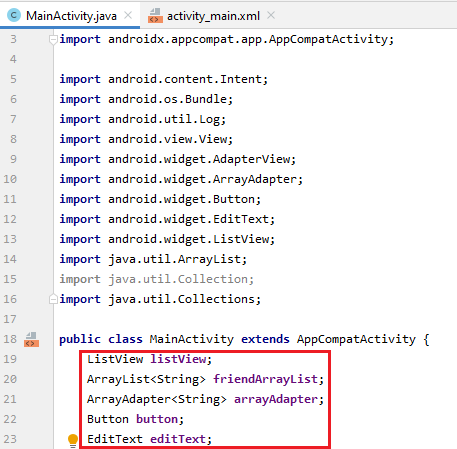 MainActivity.java × activity_main.xml ×
3 import androidx.appcompat.app.AppCompatActivity;
4
5 import android.content.Intent;
6 import android.os.Bundle;
7 import android.util.Log;
8 import android.view.View;
9 import android.widget.AdapterView;
10 import android.widget.ArrayAdapter;
11 import android.widget.Button;
12 import android.widget.EditText;
13 import android.widget.ListView;
14 import java.util.ArrayList;
15 import java.util.Collection;
16 import java.util.Collections;
17
18 public class MainActivity extends AppCompatActivity {
19 ListView listView;
20 ArrayList<String> friendArrayList;
21 ArrayAdapter<String> arrayAdapter;
22 Button button;
23 EditText editText;